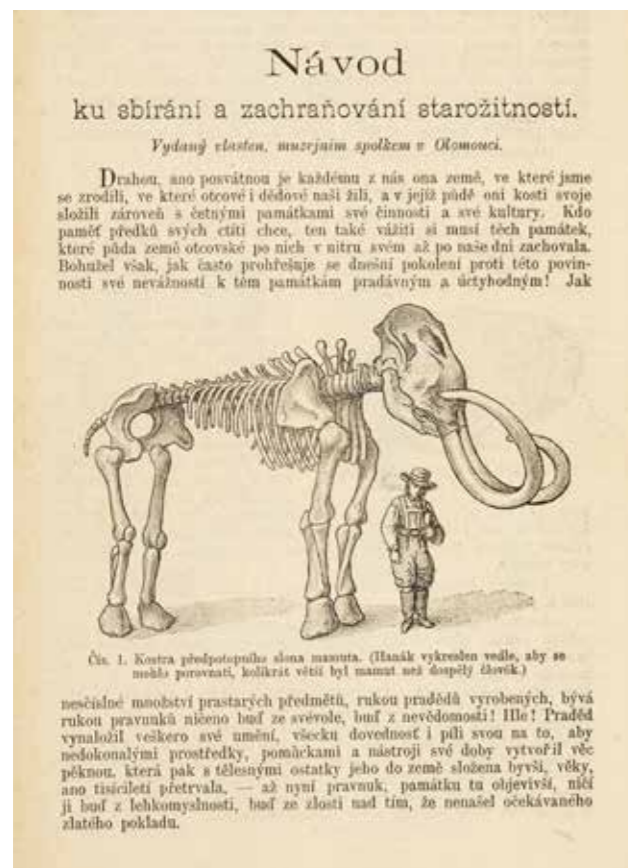 Návod
ku sbírání a zachraňování starožitností.
Vydaný vlasten. muzejním spolkem v Olomouci.
Drahou, ano posvátnou je každému z nás ona země, ve které jsme
se zrodili, ve které otcové i dědové naši žili, a v jejíž půdě oni kosti svoje
složili zároveň s četnými památkami své činnosti a své kultury. Kdo
paměť předků svých ctíti chce, ten také vážiti si musí těch památek,
které půda země otcovské po nich v nitru svém až po naše dni zachovala.
Bohužel však, jak často prohřešuje se dnešní pokolení proti této povin-
nosti své nevážností k těm památkám pradávným a úctyhodným! Jak
Čís. 1. Kostra předpotopního slona mamuta. (Hanák vykreslen vedle, aby se
mohlo porovnati, kolikrát větší byl mamut než dospělý člověk.)
nesčíslné množství prastarých předmětů, rukou pradědů vyrobených, bývá
rukou pravnuků ničeno buď ze svévole, buď z nevědomosti! Hle! Praděd
vynaložil veškero své umění, všecku dovednost i píli svou na to, aby
nedokonalými prostředky, pomůckami a nástroji své doby vytvořil věc
pěknou, která pak s tělesnými ostatky jeho do země složena byvši, věky,
ano tisíciletí přetrvala, — až nyní pravnuk, památku tu objevivší, ničí
ji buď z lehkomyslnosti, buď ze zlosti nad tím, že nenašel očekávaného
zlatého pokladu.